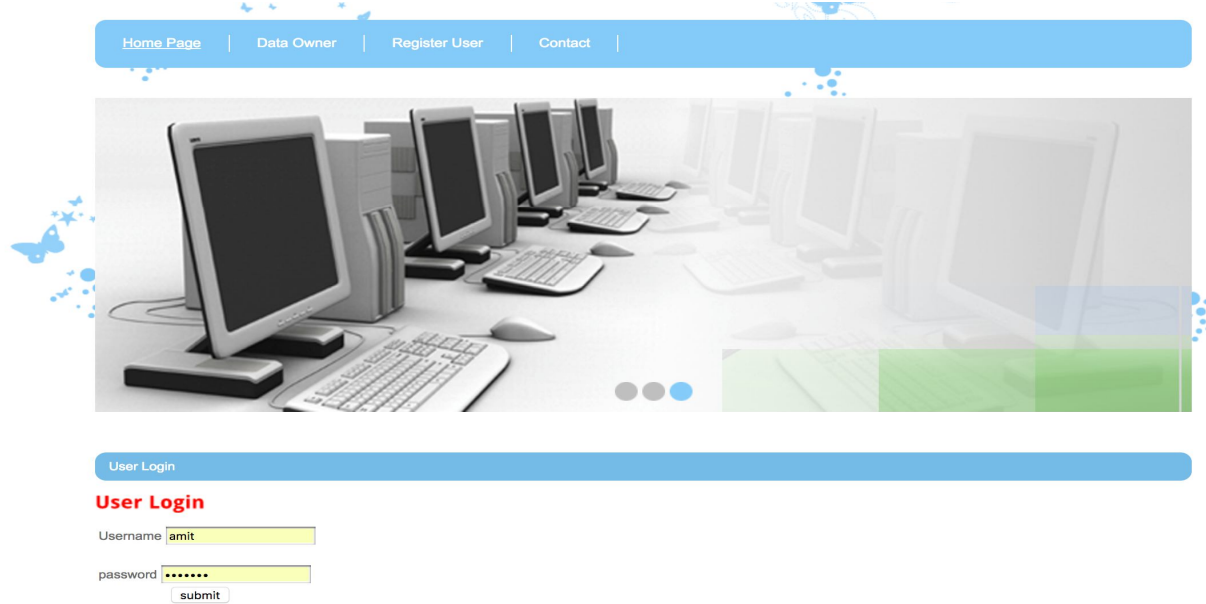 Home Page Data Owner Register User Contact
User Login
User Login
Username amit
password •••••••
submit